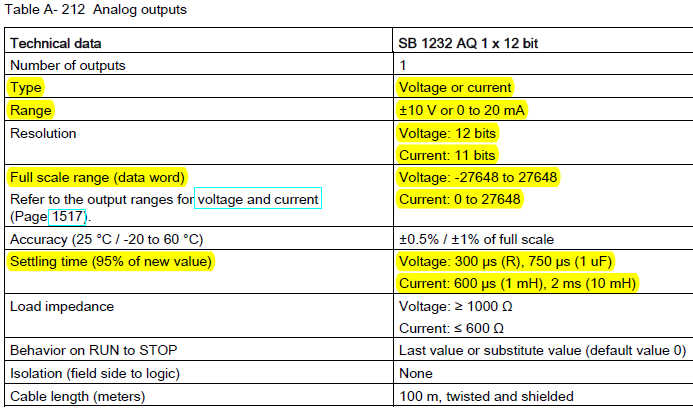 Table A- 212 Analog outputs
Technical data SB 1232 AQ 1 x 12 bit
Number of outputs 1
Type Voltage or current
Range ±10 V or 0 to 20 mA
Resolution Voltage: 12 bits
Current: 11 bits
Full scale range (data word) Voltage: -27648 to 27648
Refer to the output ranges for voltage and current Current: 0 to 27648
(Page 1517).
Accuracy (25 °C / -20 to 60 °C) ±0.5% / ±1% of full scale
Settling time (95% of new value) Voltage: 300 μs (R), 750 μs (1 uF)
Current: 600 μs (1 mH), 2 ms (10 mH)
Load impedance Voltage: ≥ 1000 Ω
Current: ≤ 600 Ω
Behavior on RUN to STOP Last value or substitute value (default value 0)
Isolation (field side to logic) None
Cable length (meters) 100 m, twisted and shielded